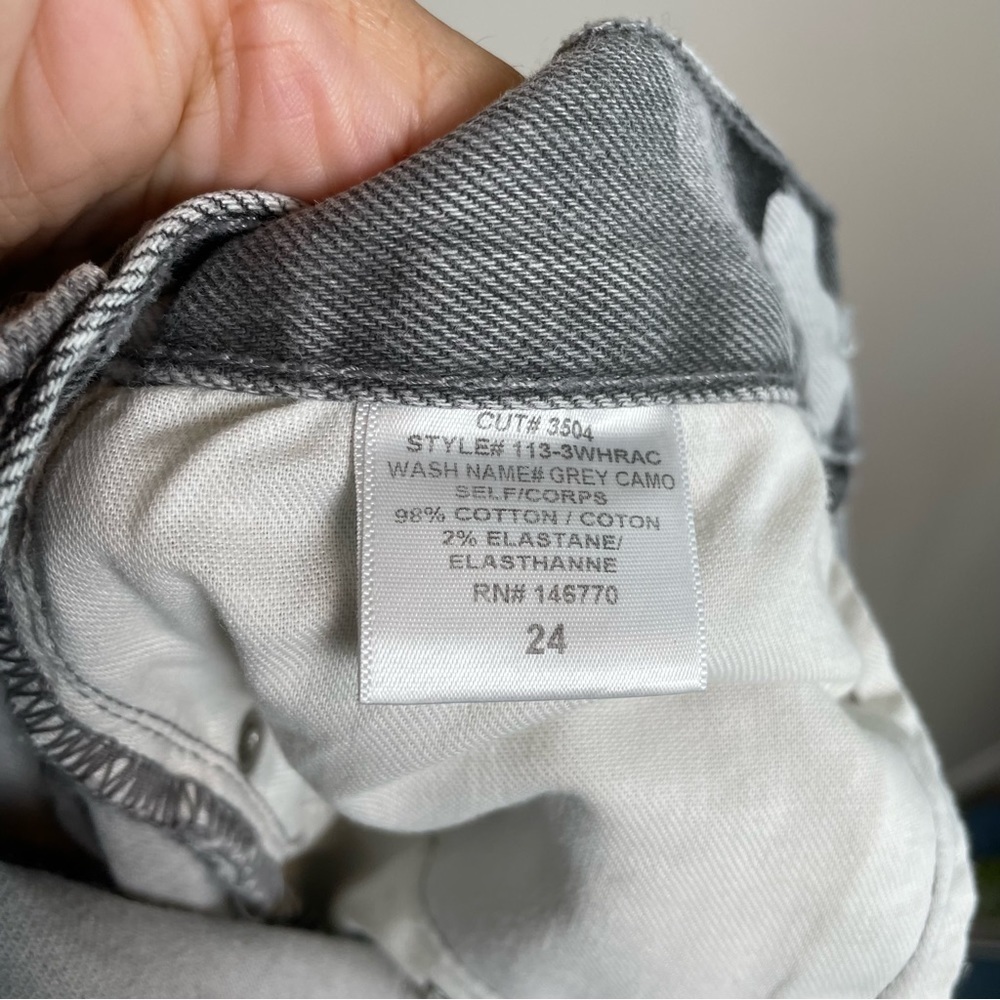 CUT# 3504
STYLE# 113-3WHRAC
WASH NAME# GREY CAMO
SELF/CORPS
98% COTTON / COTON
2% ELASTANE/
ELASTHANNE
RN# 146770
24